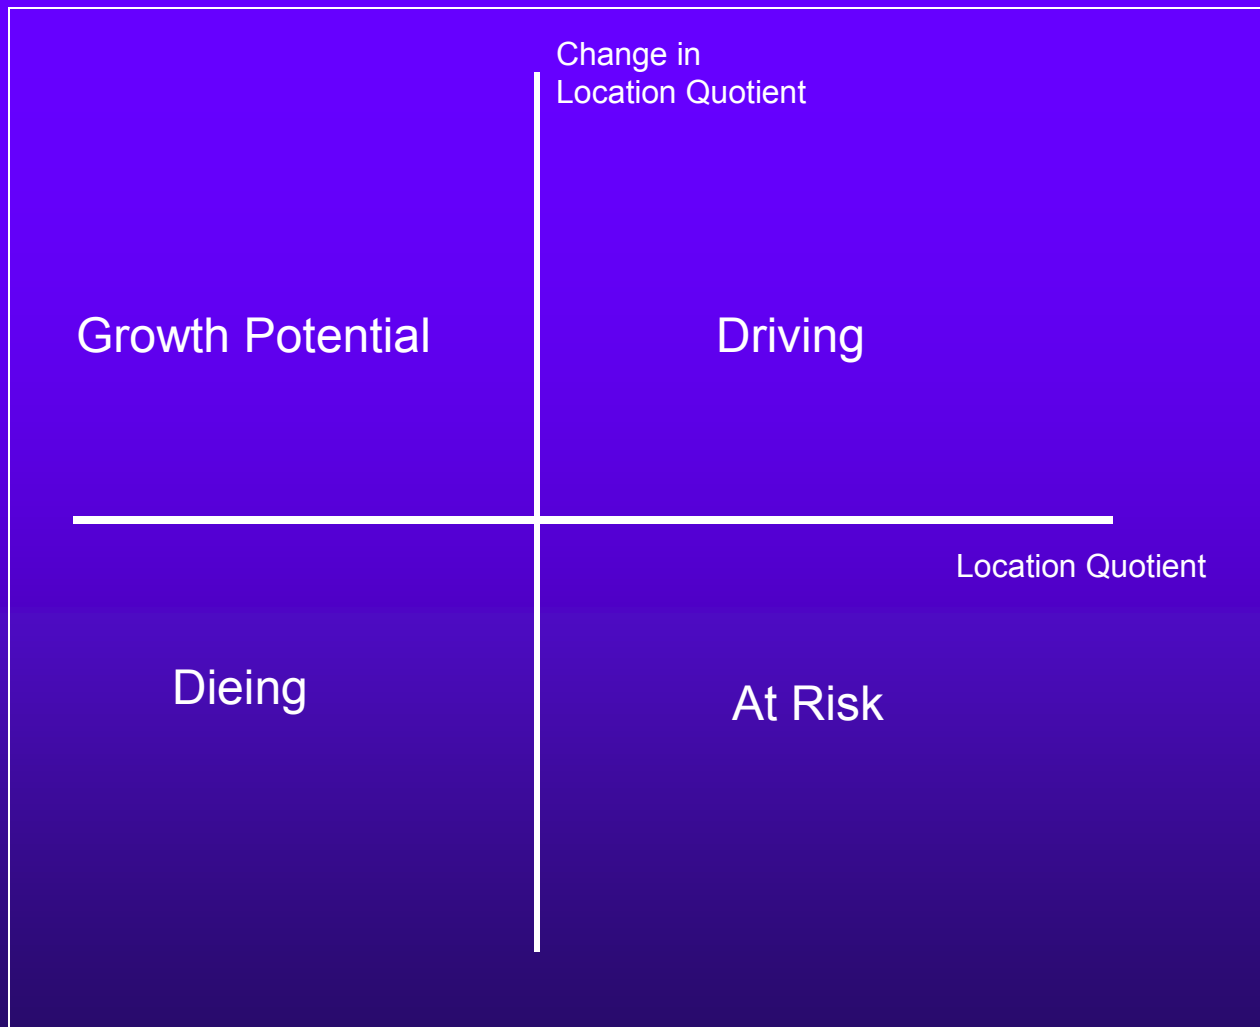 Change in
Location Quotient
Growth Potential
Driving
Location Quotient
Dieing
At Risk